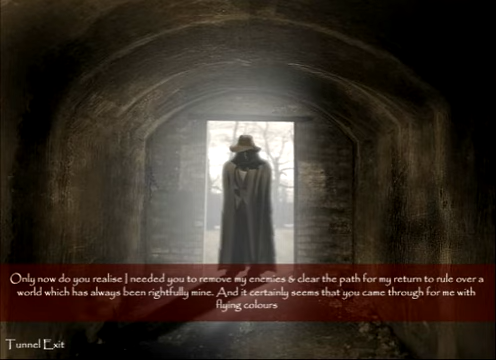 Only now do you realise I needed you to remove my enemies & clear the path for my return to rule over a
world which has always been rightfully mine. And it certainly seems that you came through for me with
flying colours
Tunnel Exit